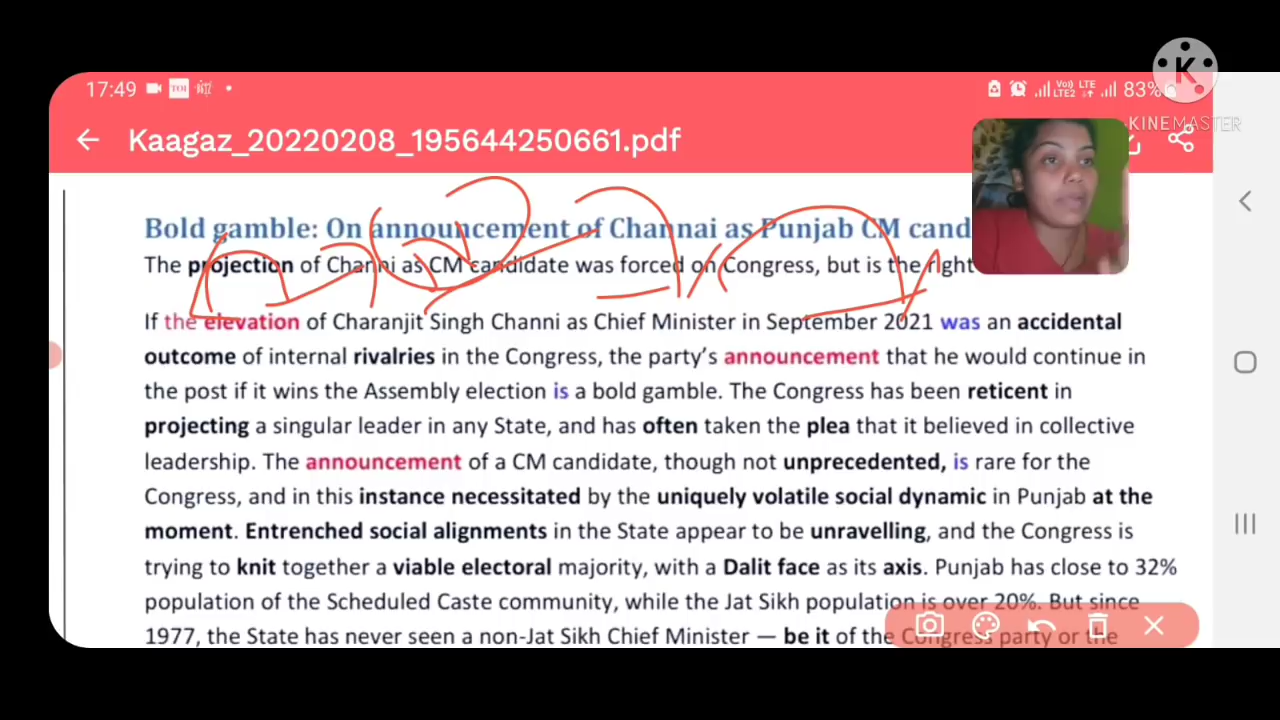 17:49 TOI Vo)) LTE LTE2 83%
KINEMASTER
Kaagaz_20220208_195644250661.pdf
Bold gamble: On announcement of Channai as Punjab CM cand
The projection of Channi as CM candidate was forced on Congress, but is the right
If the elevation of Charanjit Singh Channi as Chief Minister in September 2021 was an accidental
outcome of internal rivalries in the Congress, the party's announcement that he would continue in
the post if it wins the Assembly election is a bold gamble. The Congress has been reticent in
projecting a singular leader in any State, and has often taken the plea that it believed in collective
leadership. The announcement of a CM candidate, though not unprecedented, is rare for the
Congress, and in this instance necessitated by the uniquely volatile social dynamic in Punjab at the
moment. Entrenched social alignments in the State appear to be unravelling, and the Congress is
trying to knit together a viable electoral majority, with a Dalit face as its axis. Punjab has close to 32%
population of the Scheduled Caste community, while the Jat Sikh population is over 20%. But since
1977, the State has never seen a non-Jat Sikh Chief Minister — be it of the Congress party or the